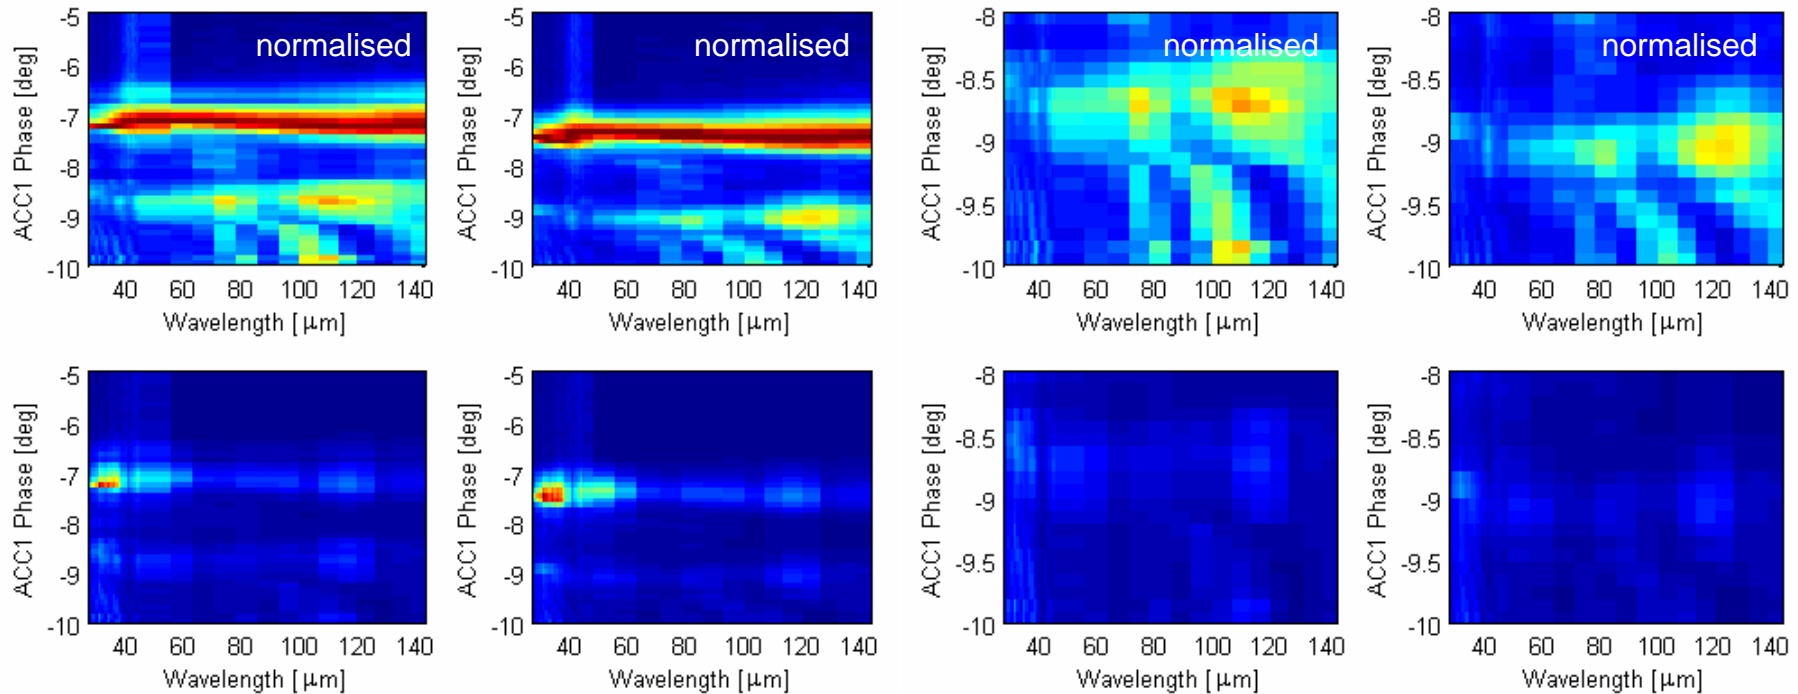 normalised
ACC1 Phase [deg]
-5
-6
-7
-8
-9
-10
40 60 80 100 120 140
Wavelength [ μm]
normalised
ACC1 Phase [deg]
-5
-6
-7
-8
-9
-10
40 60 80 100 120 140
Wavelength [ μm]
normalised
ACC1 Phase [deg]
-8
-8.5
-9
-9.5
-10
40 60 80 100 120 140
Wavelength [ μm]
normalised
ACC1 Phase [deg]
-8
-8.5
-9
-9.5
-10
40 60 80 100 120 140
Wavelength [ μm]
ACC1 Phase [deg]
-5
-6
-7
-8
-9
-10
40 60 80 100 120 140
Wavelength [ μm]
ACC1 Phase [deg]
-5
-6
-7
-8
-9
-10
40 60 80 100 120 140
Wavelength [ μm]
ACC1 Phase [deg]
-8
-8.5
-9
-9.5
-10
40 60 80 100 120 140
Wavelength [ μm]
ACC1 Phase [deg]
-8
-8.5
-9
-9.5
-10
40 60 80 100 120 140
Wavelength [ μm]